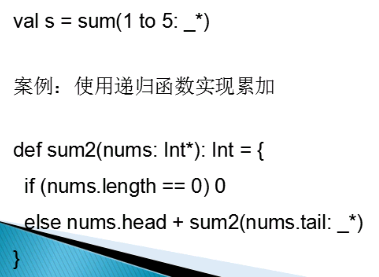 val s = sum(1 to 5: _*)
案例：使用递归函数实现累加
def sum2(nums: Int*): Int = {
if (nums.length == 0) 0
else nums.head + sum2(nums.tail: _*)
}